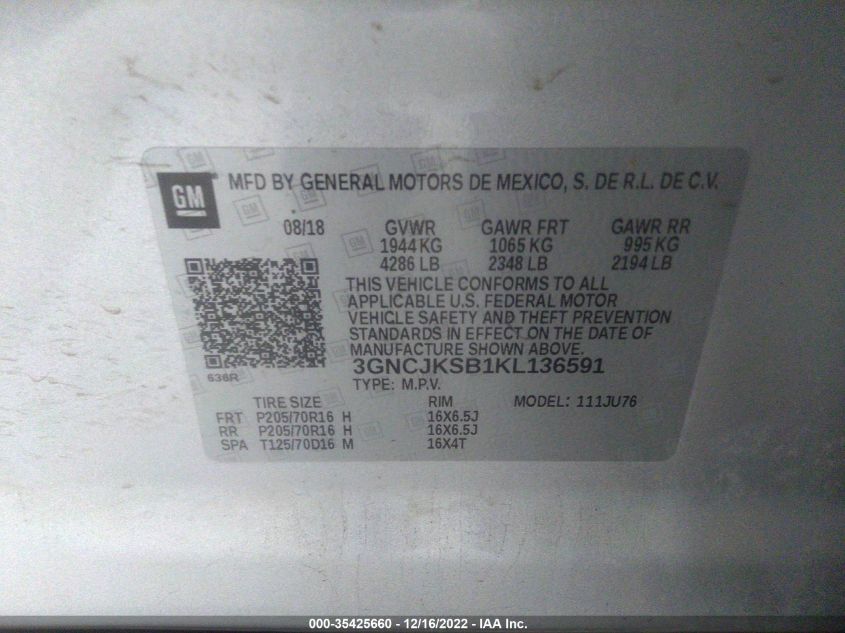 GM MFD BY GENERAL MOTORS DE MEXICO, S. DE R.L. DE C.V.
08/18 GVWR GAWR FRT GAWR RR
1944 KG 1065 KG 995 KG
4286 LB 2348 LB 2194 LB
THIS VEHICLE CONFORMS TO ALL
APPLICABLE U.S. FEDERAL MOTOR
VEHICLE SAFETY AND THEFT PREVENTION
STANDARDS IN EFFECT ON THE DATE OF
MANUFACTURE SHOWN ABOVE.
3GNCJKSB1KL136591
636R
TYPE: M.P.V.
TIRE SIZE RIM MODEL: 111JU76
FRT P205/70R16 H 16X6.5J
RR P205/70R16 H 16X6.5J
SPA T125/70D16 M 16X4T
000-35425660 - 12/16/2022 - IAA Inc.